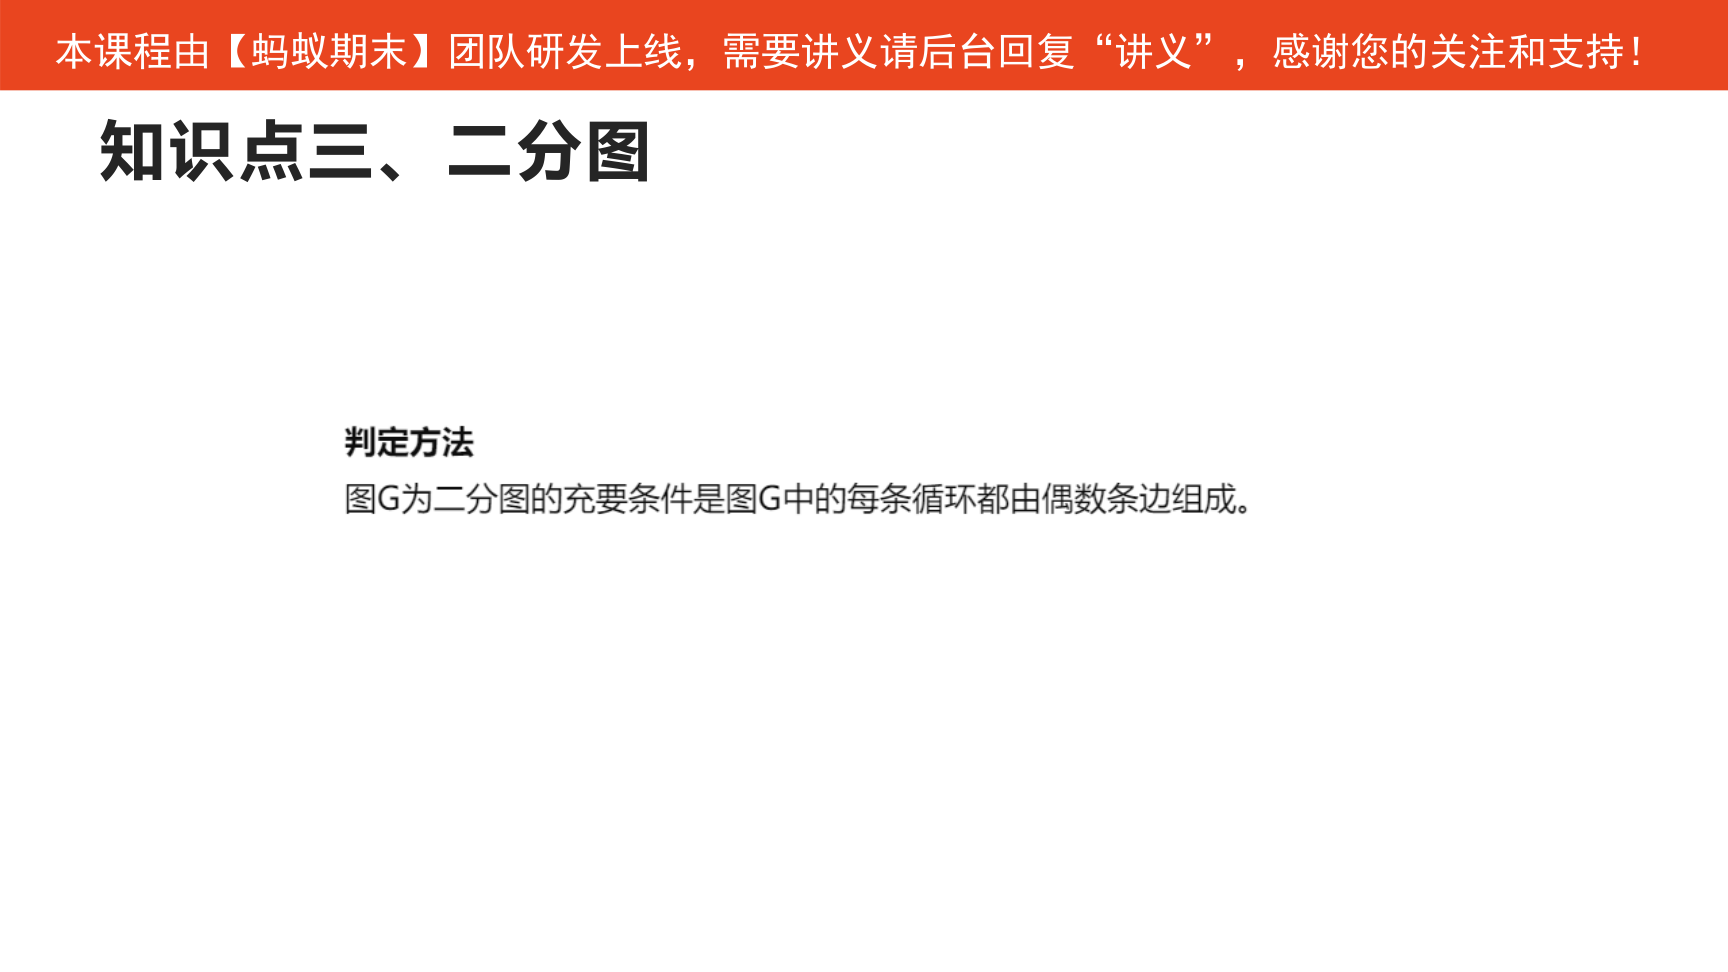 本课程由【蚂蚁期末】团队研发上线，需要讲义请后台回复“讲义”，感谢您的关注和支持！
知识点三、二分图
判定方法
图G为二分图的充要条件是图G中的每条循环都由偶数条边组成。